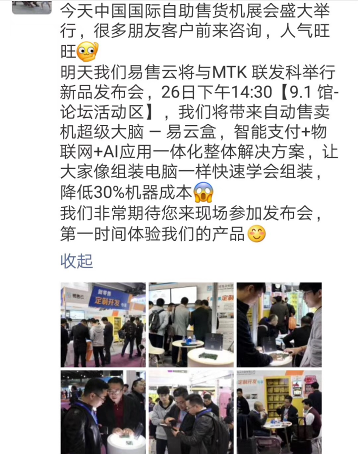 今天中国国际自助售货机展会盛大举
行，很多朋友客户前来咨询，人气旺
旺🤔
明天我们易售云将与MTK 联发科举行
新品发布会，26日下午14:30【9.1 馆-
论坛活动区】，我们将带来自动售卖
机超级大脑 — 易云盒，智能支付+物
联网+AI应用一体化整体解决方案，让
大家像组装电脑一样快速学会组装，
降低30%机器成本😱
我们非常期待您来现场参加发布会，
第一时间体验我们的产品😊
收起
定制开发